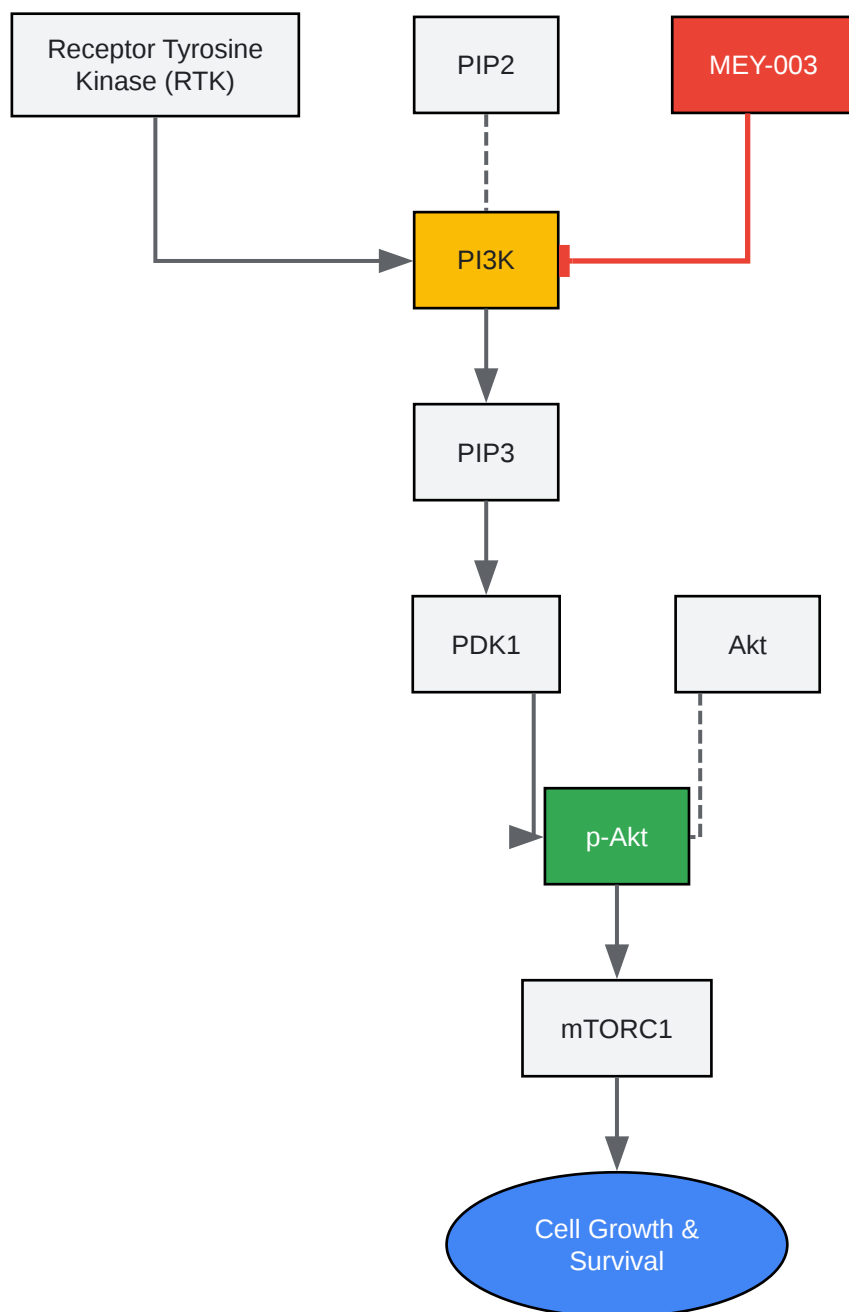 Receptor Tyrosine
Kinase (RTK)
PIP2
MEY-003
PI3K
PIP3
PDK1
Akt
p-Akt
mTORC1
Cell Growth &
Survival